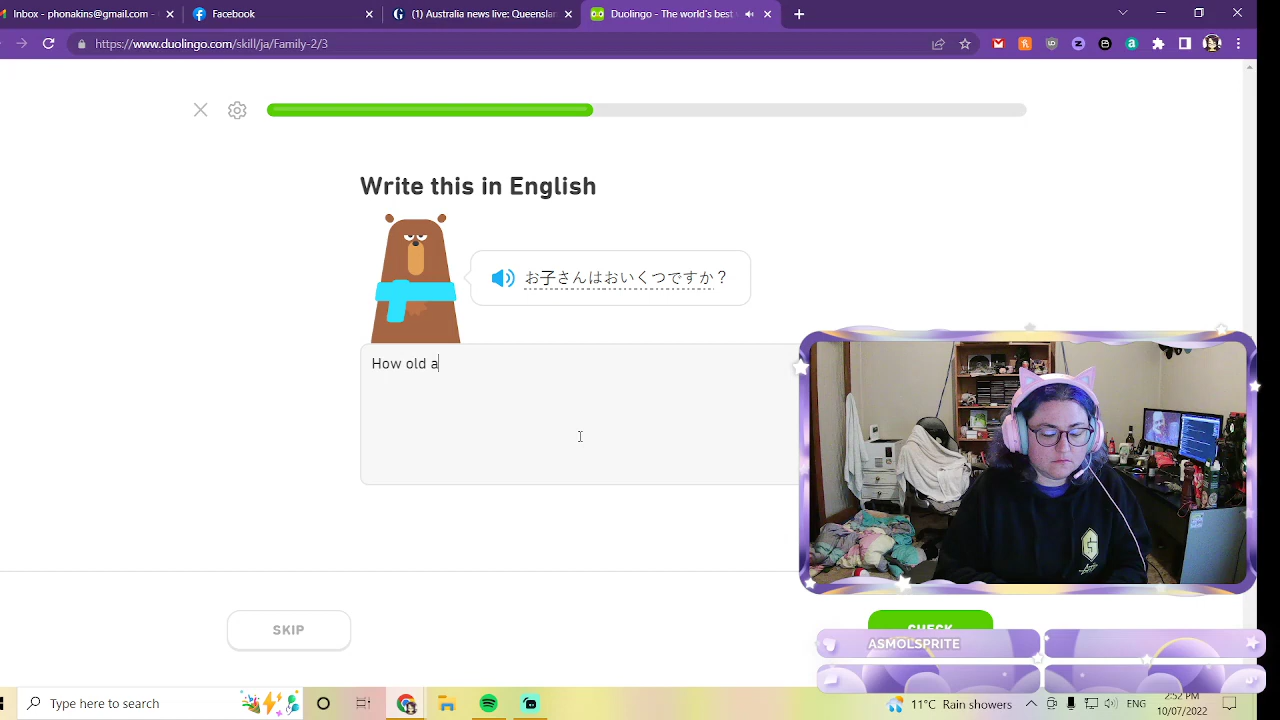 Inbox - phonakins@gmail.com
Facebook
(1) Australia news live: Queenslan
Duolingo - The world's best
https://www.duolingo.com/skill/ja/Family-2/3
Write this in English
お子さんはおいくつですか？
How old a
SKIP
CHECK
ASMOLSPRITE
Type here to search
11°C Rain showers
ENG
2:52 PM
10/07/2022